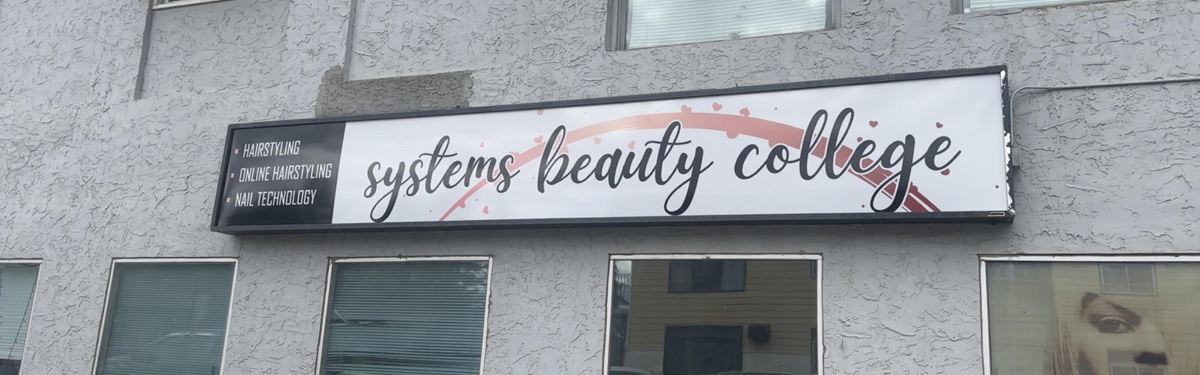 HAIRSTYLING
ONLINE HAIRSTYLING
NAIL TECHNOLOGY
systems beauty college